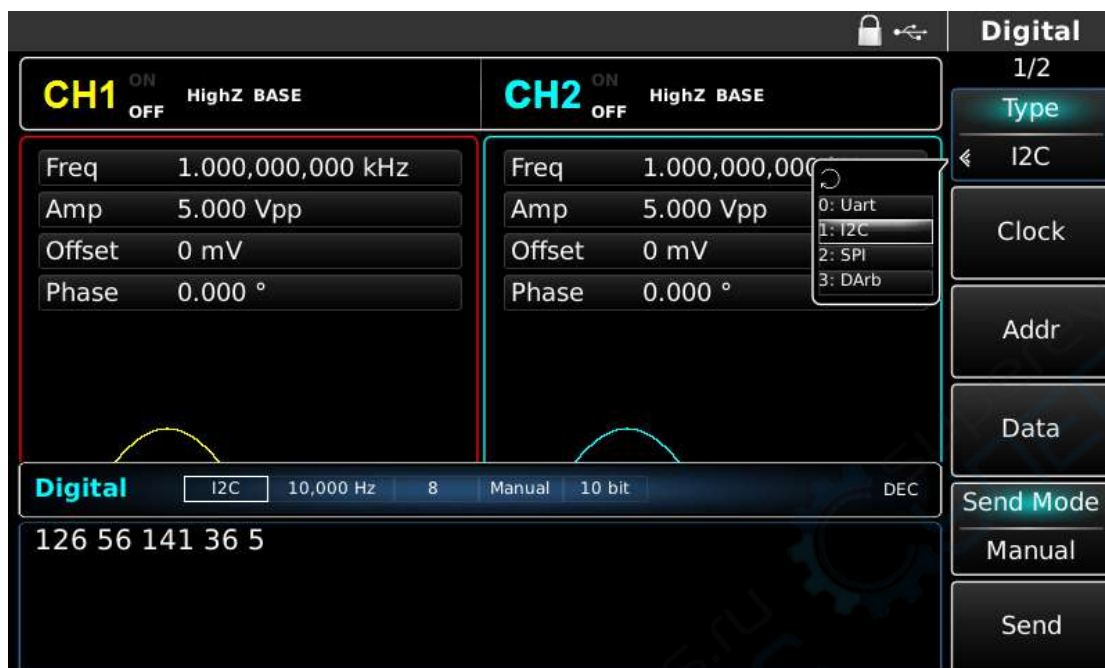 Digital
1/2
CH1 ON OFF HighZ BASE
CH2 ON OFF HighZ BASE
Type
I2C
Freq 1.000,000,000 kHz
Amp 5.000 Vpp
Offset 0 mV
Phase 0.000 °
Freq 1.000,000,000
Amp 5.000 Vpp
Offset 0 mV
Phase 0.000 °
0: Uart
1: I2C
2: SPI
3: DArb
Clock
Addr
Data
Digital I2C 10,000 Hz 8 Manual 10 bit DEC
126 56 141 36 5
Send Mode
Manual
Send